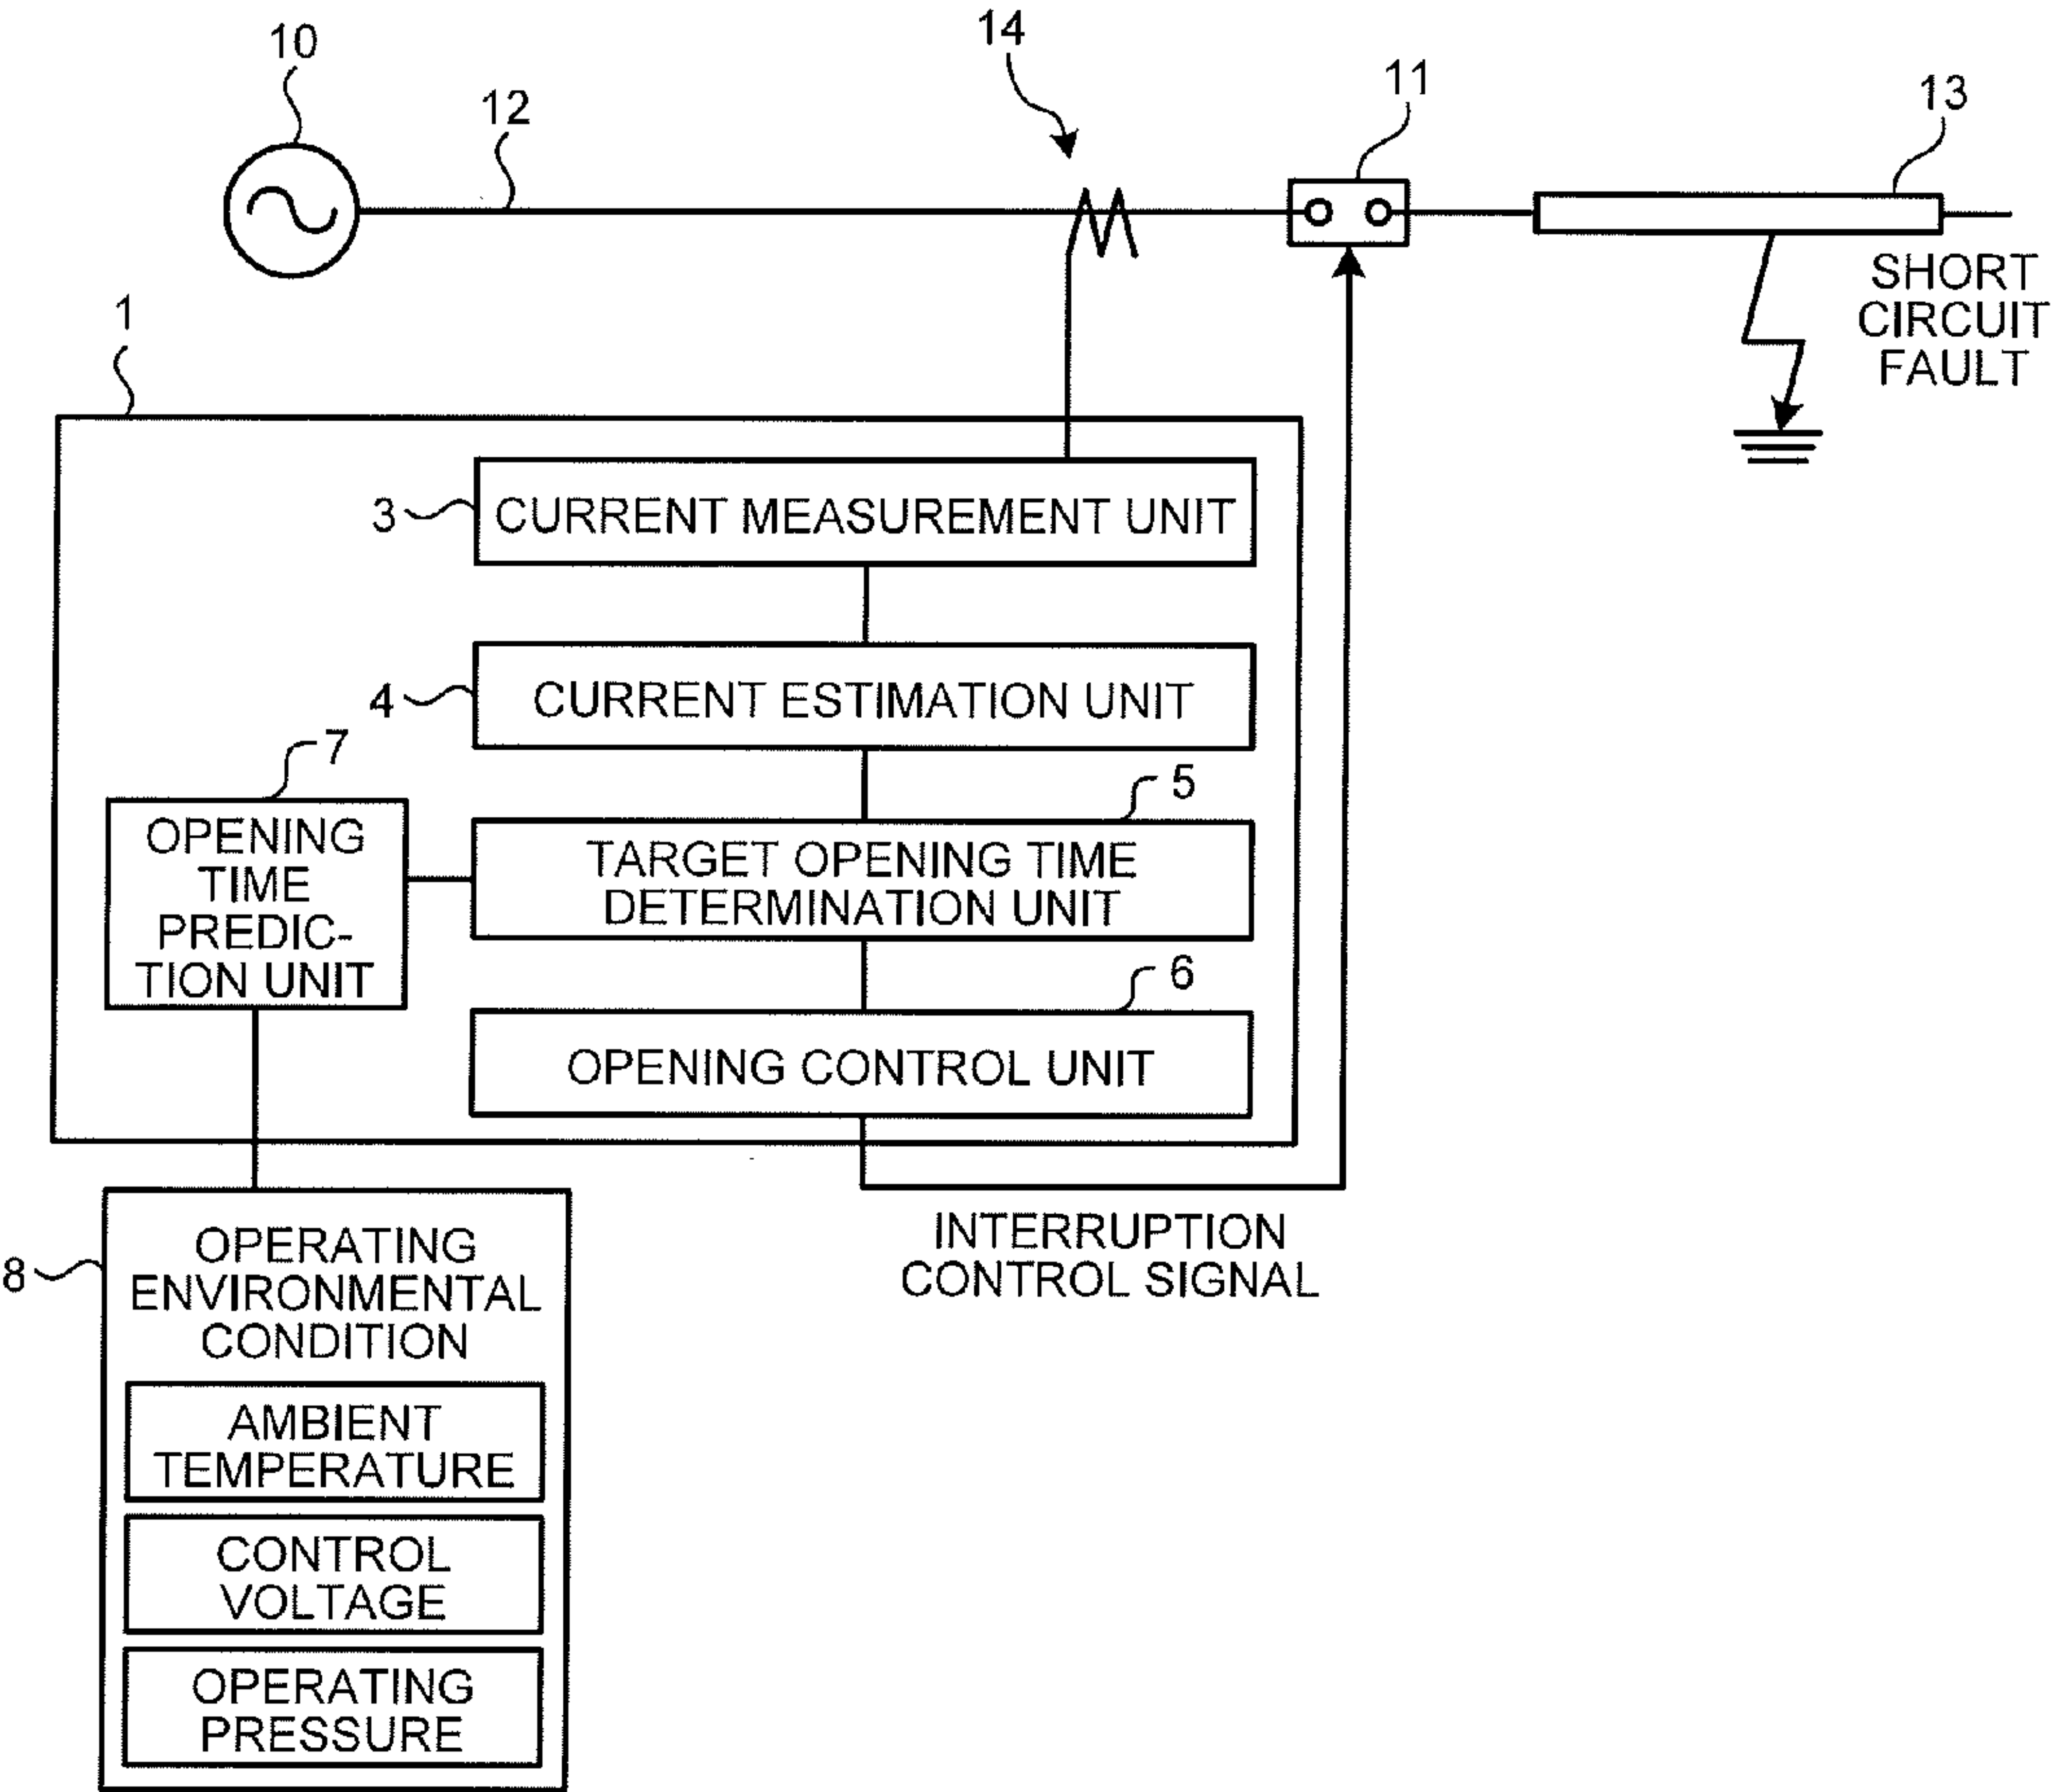 10
12
14
11
13
SHORT
CIRCUIT
FAULT
1
3
CURRENT MEASUREMENT UNIT
4
CURRENT ESTIMATION UNIT
7
OPENING
TIME
PREDIC-
TION UNIT
5
TARGET OPENING TIME
DETERMINATION UNIT
6
OPENING CONTROL UNIT
INTERRUPTION
CONTROL SIGNAL
8
OPERATING
ENVIRONMENTAL
CONDITION
AMBIENT
TEMPERATURE
CONTROL
VOLTAGE
OPERATING
PRESSURE